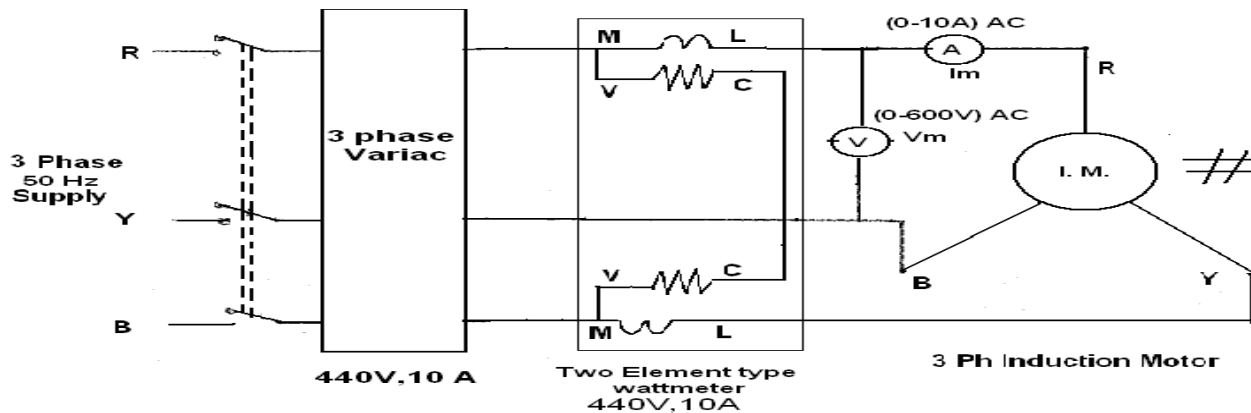 R
3 Phase
50 Hz
Supply
Y
B
3 phase
Variac
440V,10 A
M
L
V
C
V
C
M
L
Two Element type
wattmeter
440V,10A
(0-10A) AC
A
Im
R
(0-600V) AC
V
Vm
I. M.
B
Y
3 Ph Induction Motor